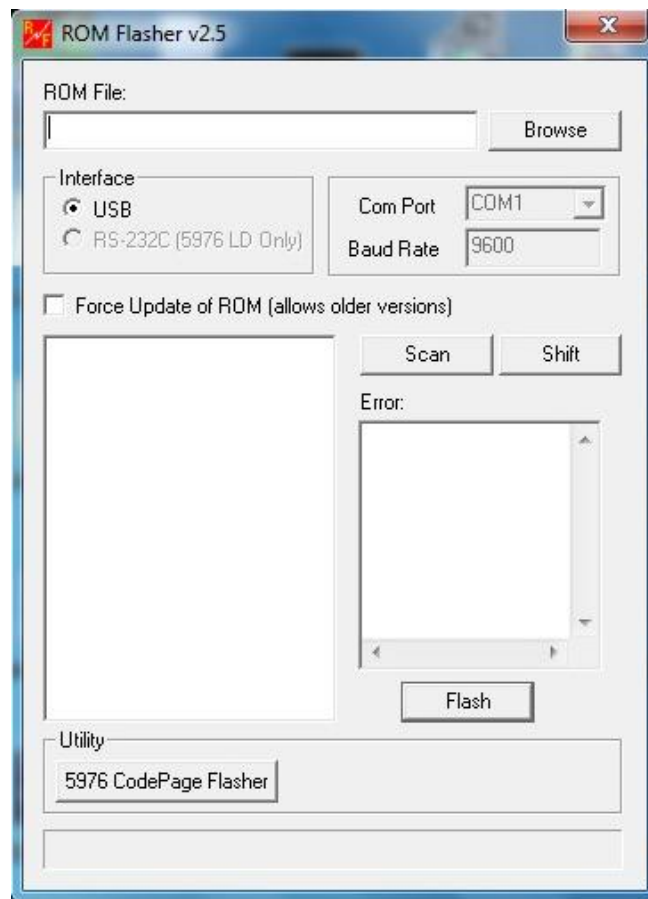 ROM Flasher v2.5
ROM File:
Browse
Interface
USB
RS-232C (5976 LD Only)
Com Port COM1
Baud Rate 9600
Force Update of ROM (allows older versions)
Scan Shift
Error:
Flash
Utility
5976 CodePage Flasher